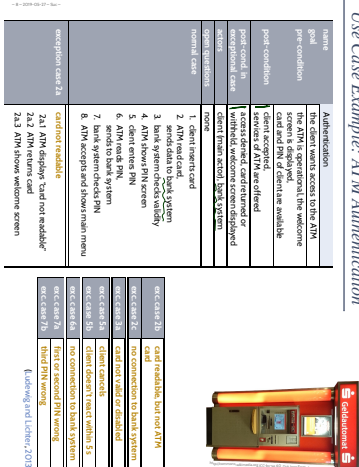 Use Case Example: ATM Authentication
name
Authentication
goal
the client wants access to the ATM
pre-condition
the ATM is operational, the welcome
screen is displayed,
card and PIN of client are available
post-condition
client accepted,
services of ATM are offered
post-cond. in
exceptional case
access denied, card returned or
withheld, welcome screen displayed
actors
client (main actor), bank system
open questions
none
normal case
1. client inserts card
2. ATM read card,
sends data to bank system
3. bank system checks validity
4. ATM shows PIN screen
5. client enters PIN
6. ATM reads PIN,
sends to bank system
7. bank system checks PIN
8. ATM accepts and shows main menu
exception case 2a
card not readable
2a.1 ATM displays "card not readable"
2a.2 ATM returns card
2a.3 ATM shows welcome screen
exc. case 2b
card readable, but not ATM
card
exc. case 2c
no connection to bank system
exc. case 3a
card not valid or disabled
exc. case 5a
client cancels
exc. case 5b
client doesn't react within 5 s
exc. case 6a
no connection to bank system
exc. case 7a
first or second PIN wrong
exc. case 7b
third PIN wrong
(Ludewig and Lichter, 2013
Geldautomat